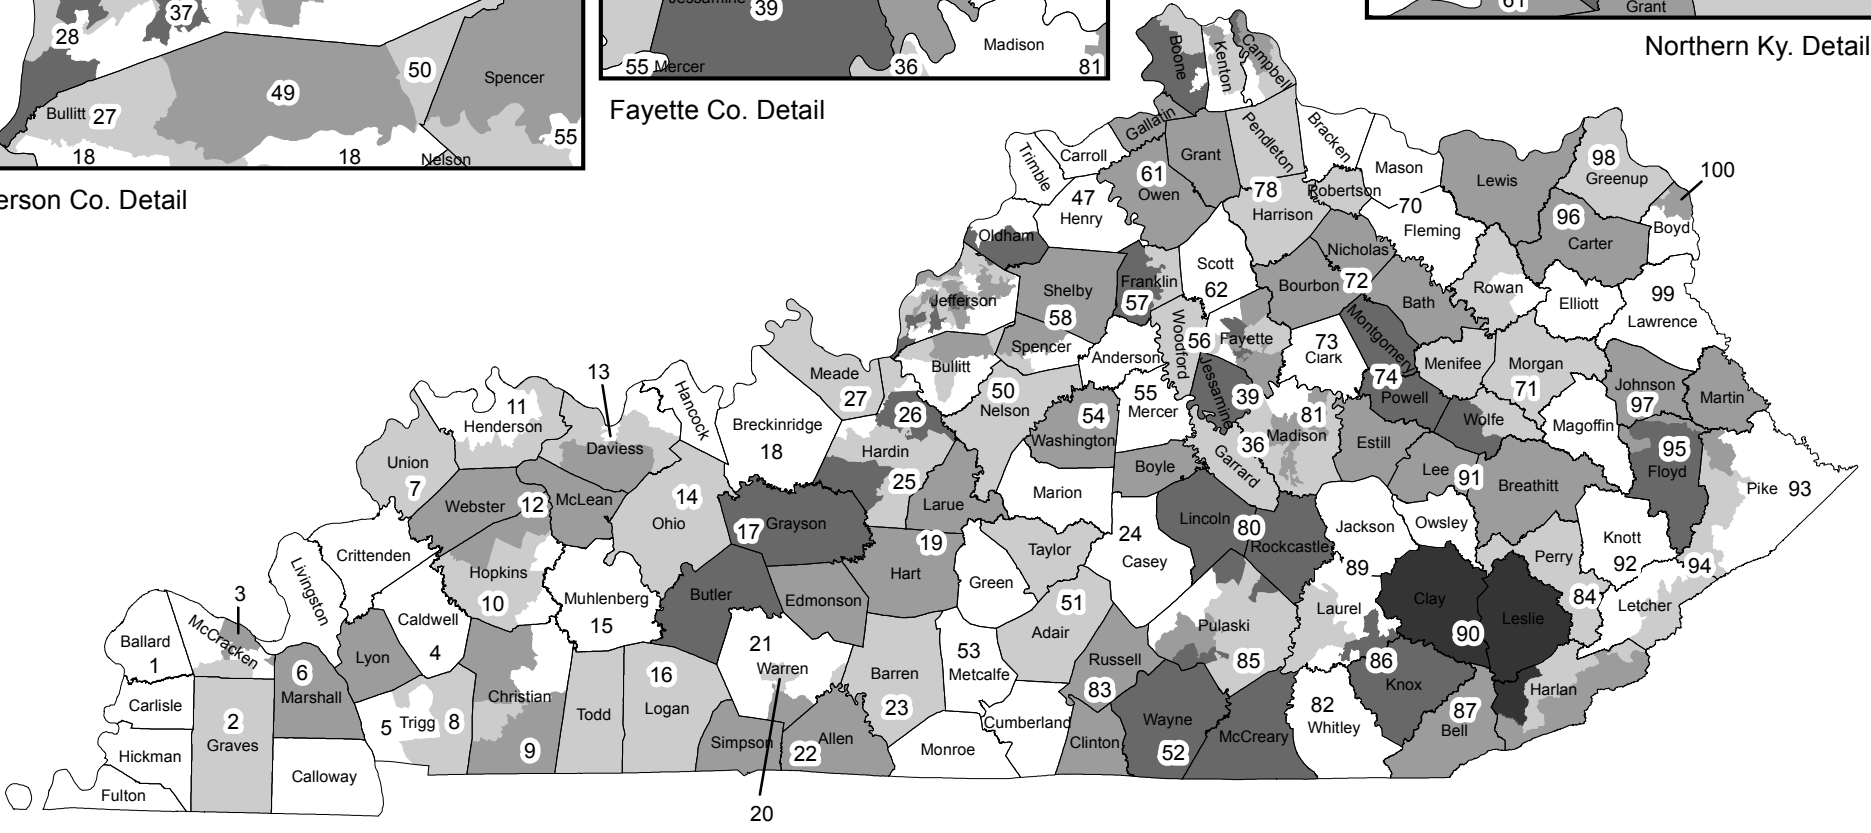 37
28
50
Spencer
49
Bullitt 27
55
18
18
Nelson
erson Co. Detail
Jessamine
39
Madison
55
Mercer
36
81
Fayette Co. Detail
61
Grant
Northern Ky. Detail
Boone
Kenton
Campbell
Gallatin
Bracken
Pendleton
Carroll
Trimble
Grant
Mason
98
Greenup
100
Lewis
61
Owen
78
Robertson
47
Henry
Harrison
70
Fleming
96
Carter
Boyd
Oldham
Nicholas
Scott
62
Franklin
57
Bourbon
72
Bath
Rowan
Elliott
99
Lawrence
Jefferson
Shelby
58
Woodford
56
Fayette
73
Clark
Montgomery
Spencer
Anderson
Bullitt
Menifee
Morgan
71
Johnson
97
Martin
Jessamine
74
Powell
Meade
27
50
Nelson
55
Mercer
39
13
Hancock
26
54
Washington
81
Madison
Wolfe
Magoffin
11
Henderson
Breckinridge
18
Daviess
Hardin
25
36
Garrard
Estill
95
Floyd
Union
7
Boyle
Lee
91
Breathitt
Pike 93
14
Ohio
Webster
12
McLean
Larue
Marion
17
Grayson
Lincoln
80
Rockcastle
Jackson
89
Owsley
Knott
92
24
Casey
19
Hart
Taylor
Crittenden
Livingston
Perry
94
Hopkins
10
Green
3
Muhlenberg
15
Butler
Edmonson
51
Adair
Laurel
Clay
Leslie
90
84
Letcher
McCracken
Ballard
1
Caldwell
4
Pulaski
85
21
Warren
53
Metcalfe
Lyon
6
Marshall
Russell
83
86
Knox
16
Logan
Barren
23
Christian
Harlan
Carlisle
2
Graves
5
Trigg
8
Todd
82
Whitley
87
Bell
Cumberland
Wayne
52
McCreary
9
Simpson
22
Allen
Monroe
Clinton
Hickman
Calloway
Fulton
20